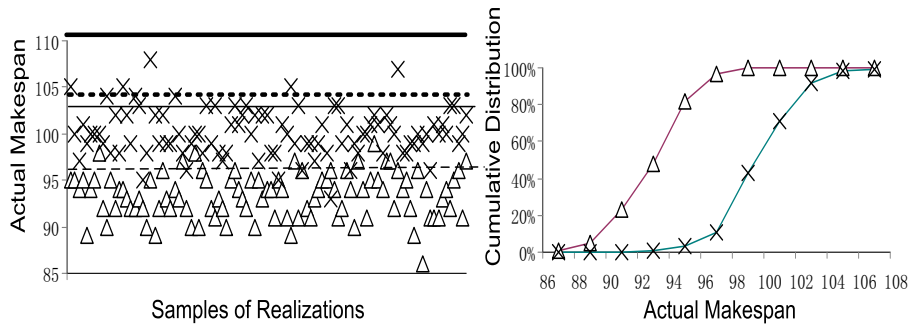 Actual Makespan
110
105
100
95
90
85
Samples of Realizations
Cumulative Distribution
100%
80%
60%
40%
20%
0%
86 88 90 92 94 96 98 100 102 104 106 108
Actual Makespan